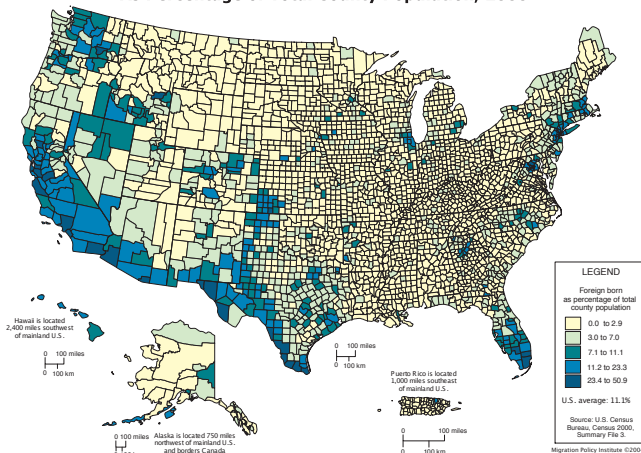 LEGEND
Foreign born
as percentage of total
county population
0.0 to 2.9
3.0 to 7.0
7.1 to 11.1
11.2 to 23.3
23.4 to 50.9
U.S. average: 11.1%
Source: U.S. Census
Bureau, Census 2000,
Summary File 3.
Hawaii is located
2,400 miles southwest
of mainland U.S.
0 100 miles
0 100 km
0 100 miles
0 100 km
Puerto Rico is located
1,000 miles southeast
of mainland U.S.
0 100 miles
0 100 km
0 100 miles
Alaska is located 750 miles
northwest of mainland U.S.
and borders Canada
Migration Policy Institute